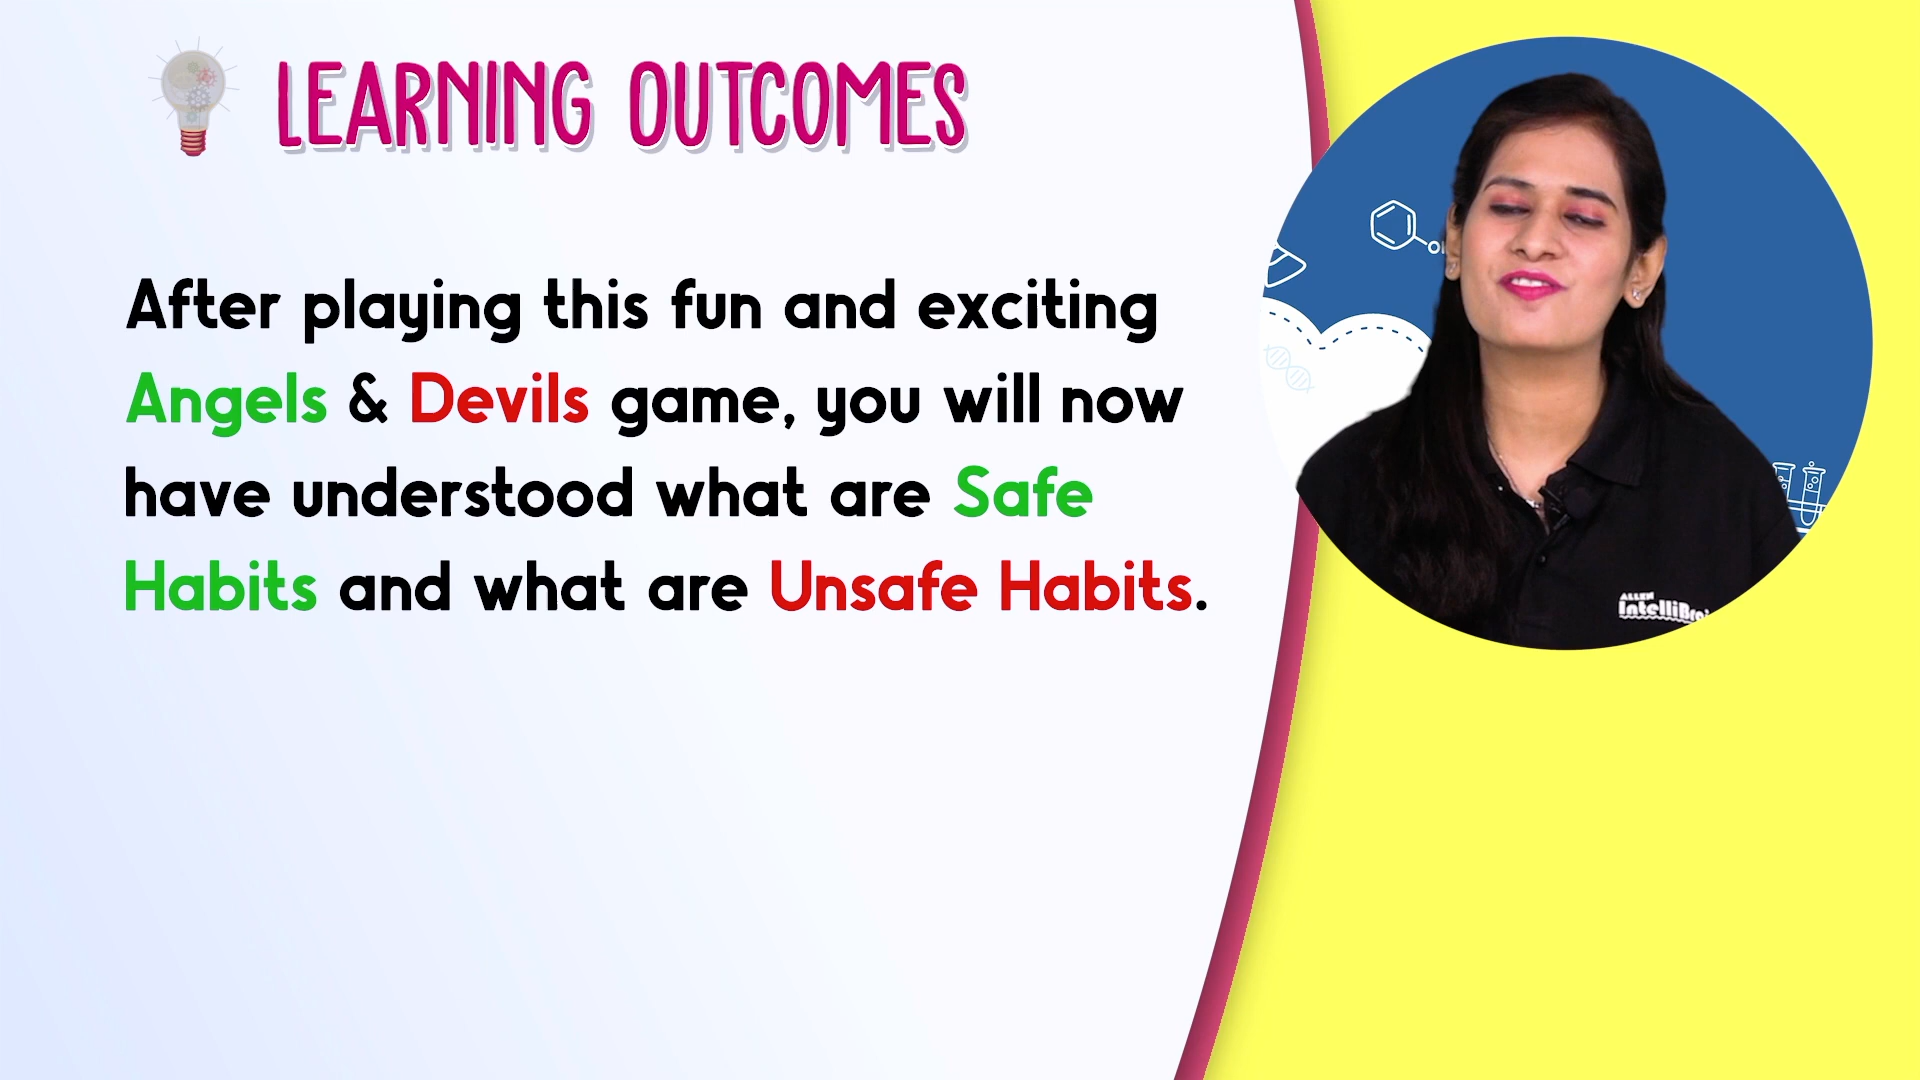 LEARNING OUTCOMES
After playing this fun and exciting
Angels & Devils game, you will now
have understood what are Safe
Habits and what are Unsafe Habits.
ALLEN